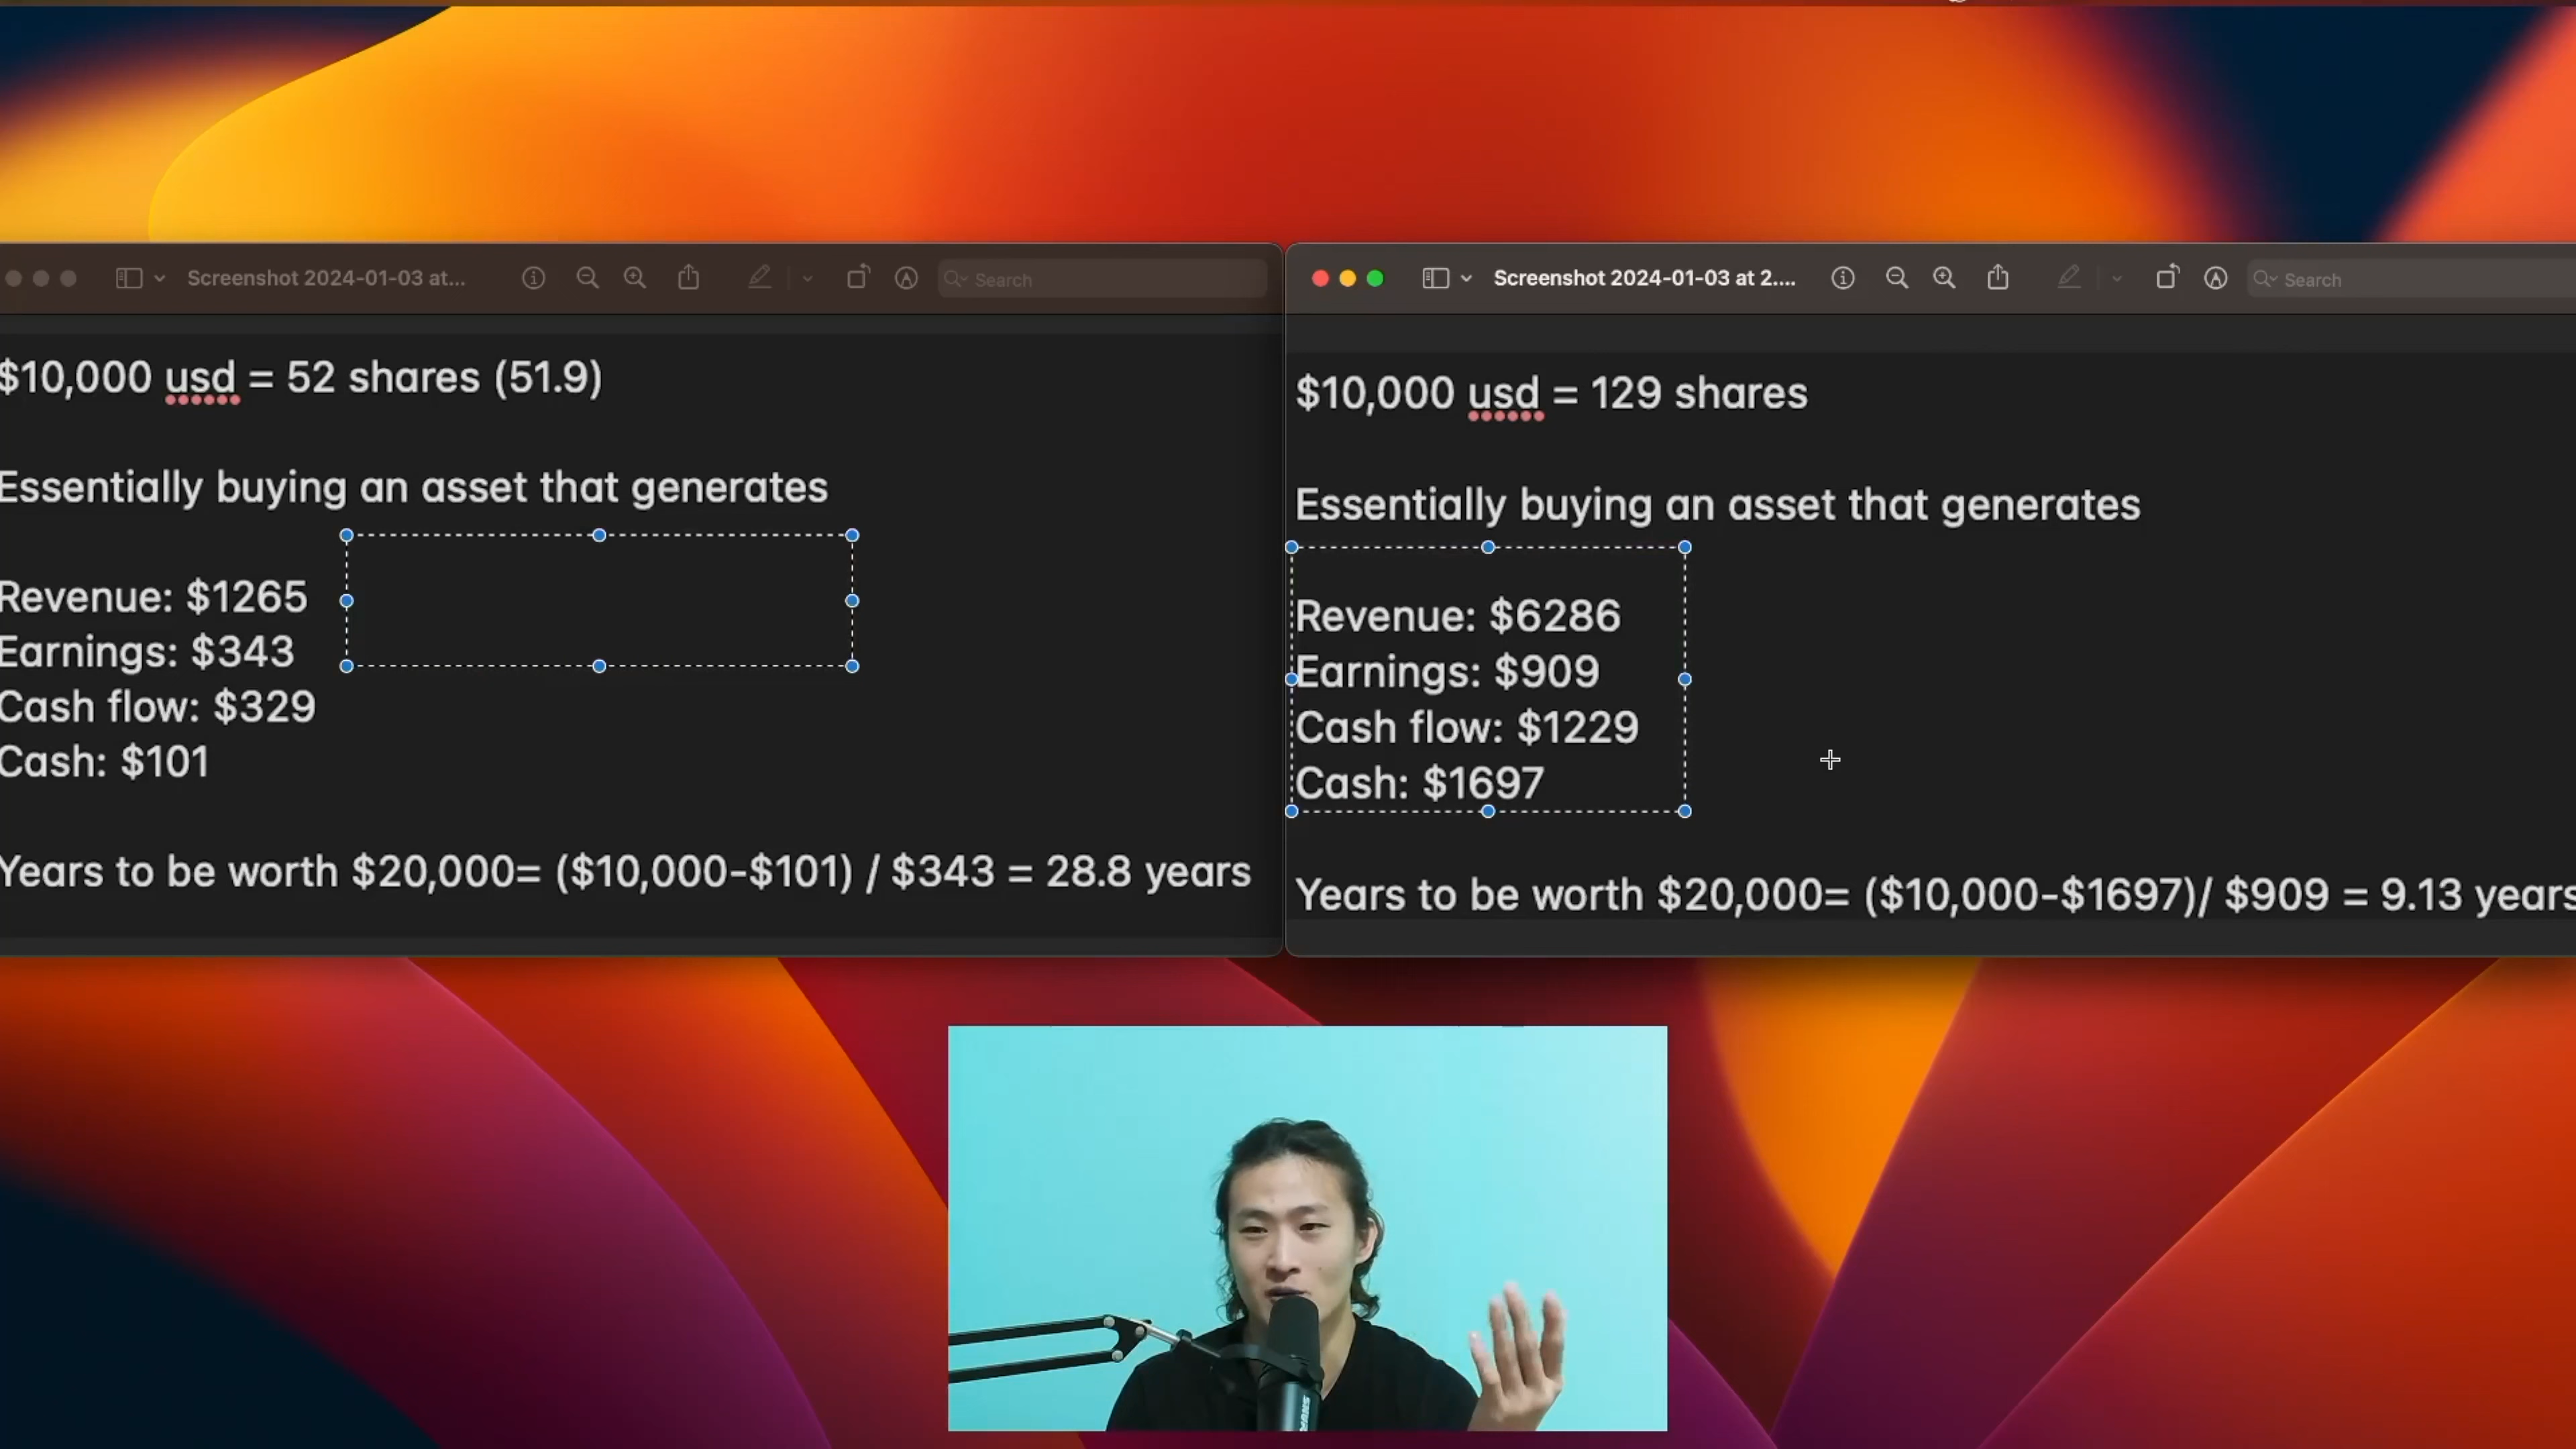 Screenshot 2024-01-03 at...
Search
$10,000 usd = 52 shares (51.9)
Essentially buying an asset that generates
Revenue: $1265
Earnings: $343
Cash flow: $329
Cash: $101
Years to be worth $20,000= ($10,000-$101) / $343 = 28.8 years
Screenshot 2024-01-03 at 2....
Search
$10,000 usd = 129 shares
Essentially buying an asset that generates
Revenue: $6286
Earnings: $909
Cash flow: $1229
Cash: $1697
Years to be worth $20,000= ($10,000-$1697)/ $909 = 9.13 years
SHURE